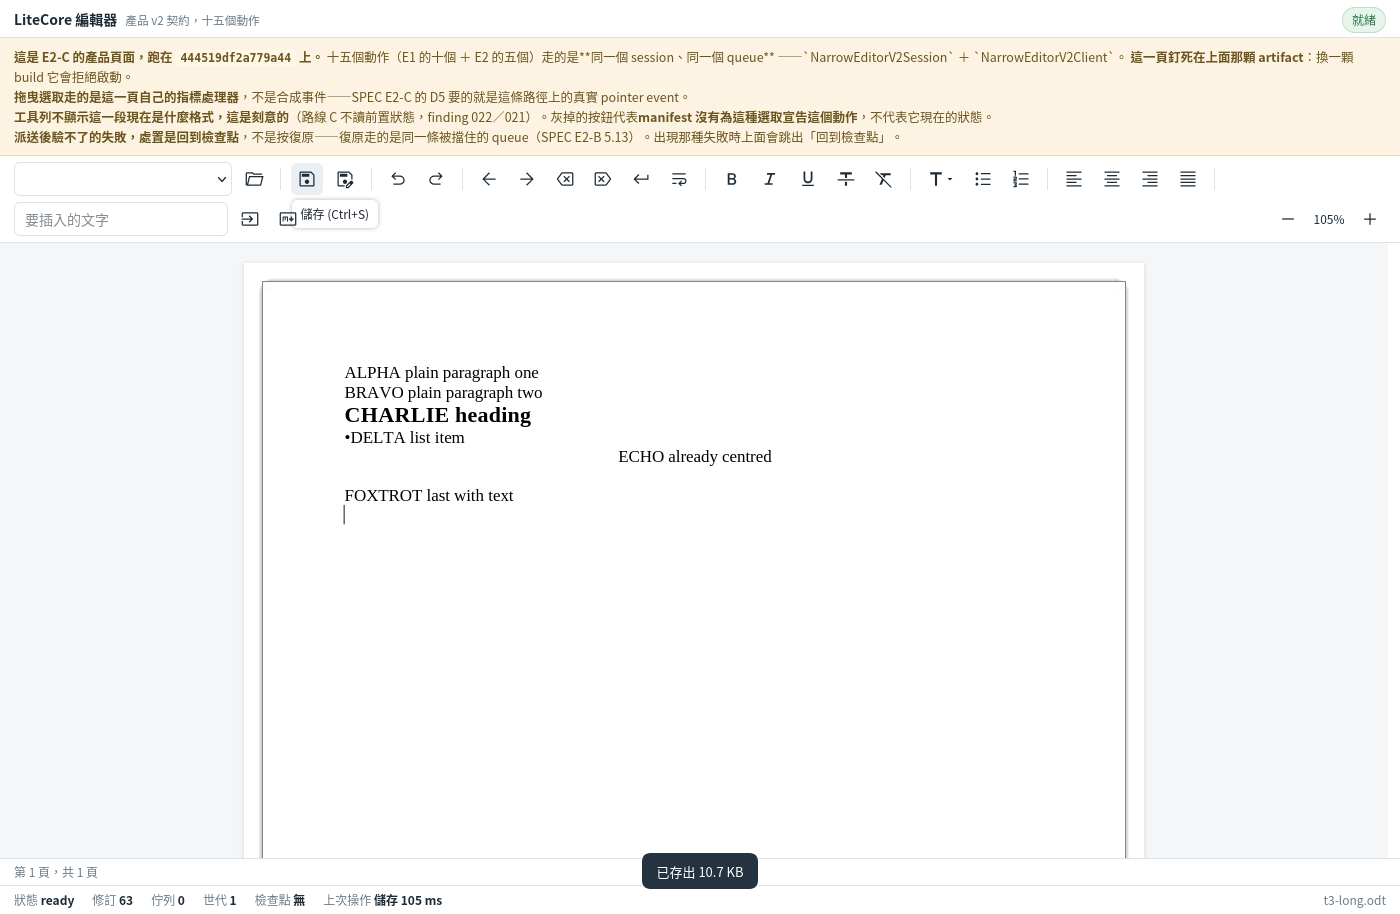 LiteCore 編輯器 產品 v2 契約，十五個動作 就緒
這是 E2-C 的產品頁面，跑在 444519df2a779a44 上。 十五個動作（E1 的十個 ＋ E2 的五個）走的是**同一個 session、同一個 queue** ——`NarrowEditorV2Session` ＋ `NarrowEditorV2Client`。 這一頁釘死在上面那顆 artifact：換一顆
build 它會拒絕啟動。
拖曳選取走的是這一頁自己的指標處理器，不是合成事件——SPEC E2-C 的 D5 要的就是這條路徑上的真實 pointer event。
工具列不顯示這一段現在是什麼格式，這是刻意的（路線 C 不讀前置狀態，finding 022／021）。灰掉的按鈕代表manifest 沒有為這種選取宣告這個動作，不代表它現在的狀態。
派送後驗不了的失敗，處置是回到檢查點，不是按復原——復原走的是同一條被擋住的 queue（SPEC E2-B 5.13）。出現那種失敗時上面會跳出「回到檢查點」。
要插入的文字 儲存 (Ctrl+S) 105%
ALPHA plain paragraph one
BRAVO plain paragraph two
CHARLIE heading
•DELTA list item
ECHO already centred
FOXTROT last with text
第 1 頁，共 1 頁
已存出 10.7 KB
狀態 ready 修訂 63 佇列 0 世代 1 檢查點 無 上次操作 儲存 105 ms t3-long.odt